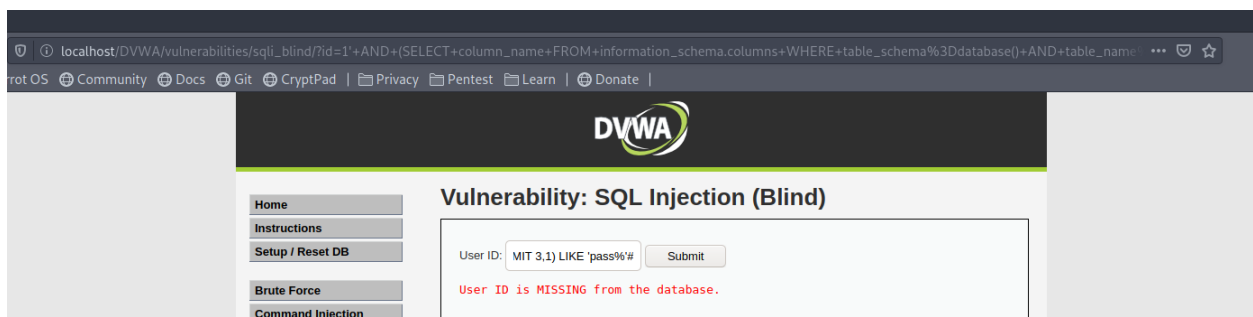 localhost/DVWA/vulnerabilities/sqli_blind/?id=1'+AND+(SELECT+column_name+FROM+information_schema.columns+WHERE+table_schema%3Ddatabase()+AND+table_name
rot OS Community Docs Git CryptPad | Privacy Pentest Learn | Donate |
DVWA
Vulnerability: SQL Injection (Blind)
Home
Instructions
Setup / Reset DB
User ID: MIT 3,1) LIKE 'pass%'# Submit
Brute Force
User ID is MISSING from the database.
Command Injection